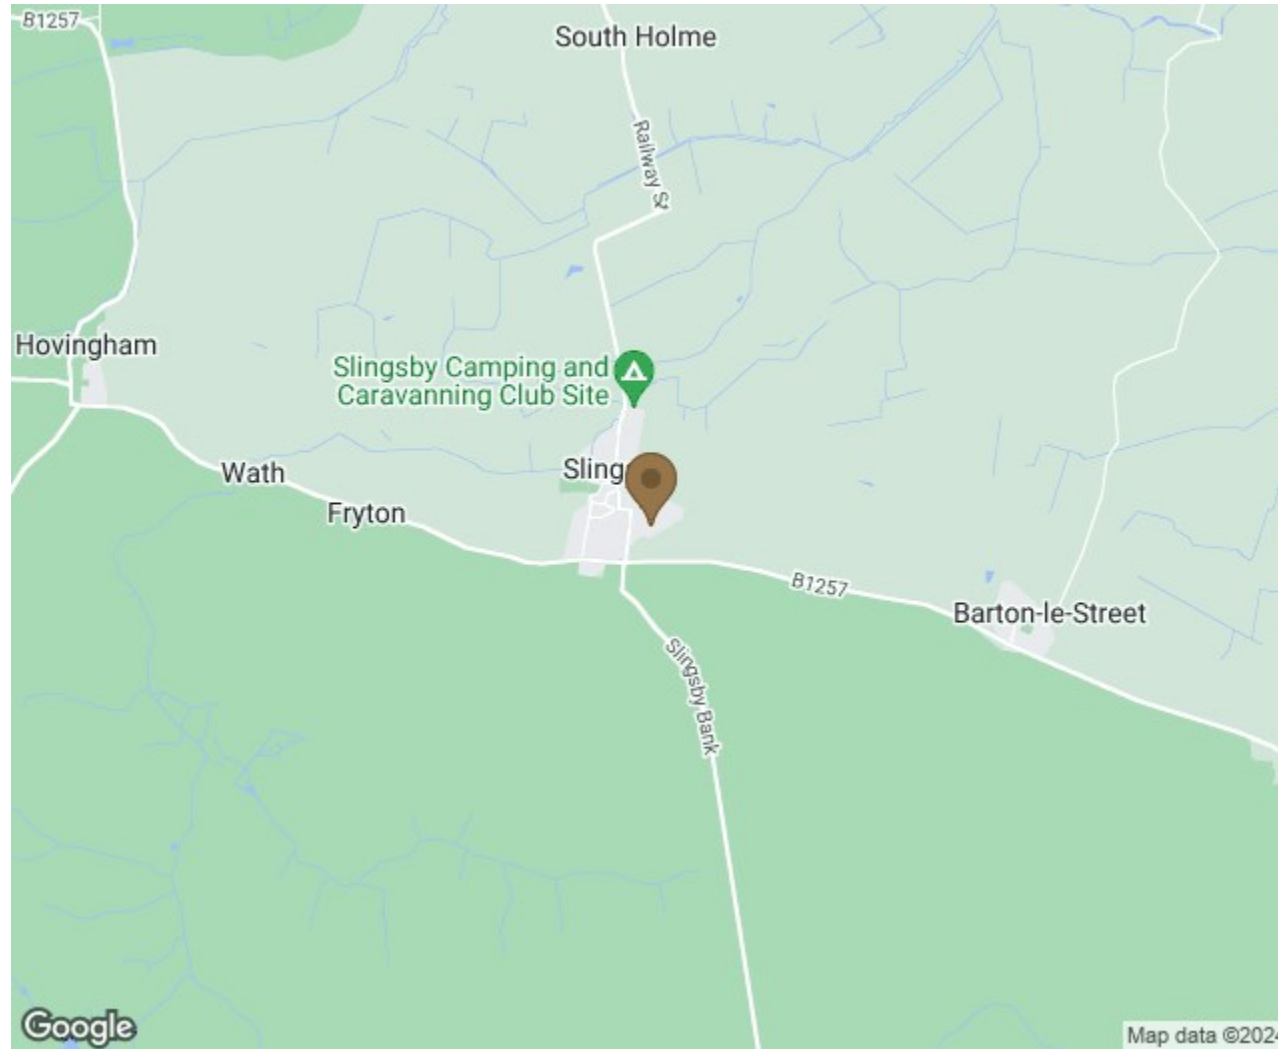 B1257
South Holme
Railway St
Hovingham
Slingsby Camping and
Caravanning Club Site
Wath
Sling
Fryton
B1257
Barton-le-Street
Slingsby Bank
Google
Map data ©2024